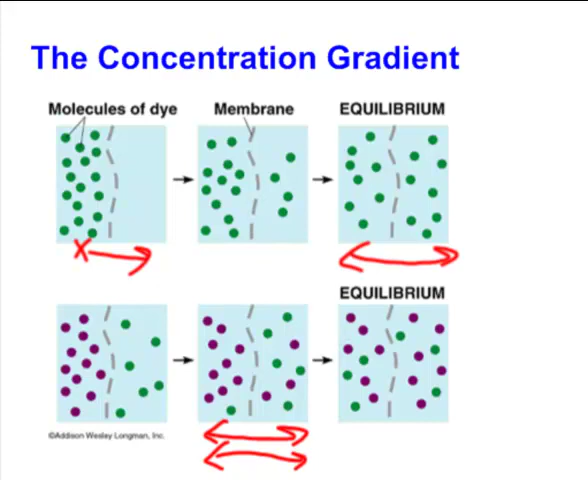 The Concentration Gradient
Molecules of dye
Membrane
EQUILIBRIUM
EQUILIBRIUM
©Addison Wesley Longman, Inc.